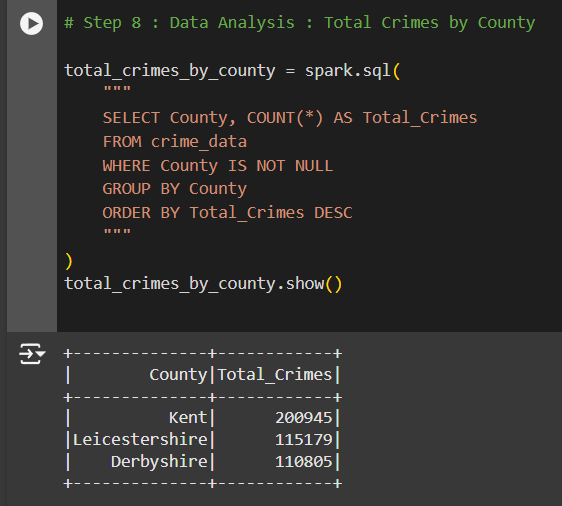 # Step 8 : Data Analysis : Total Crimes by County
total_crimes_by_county = spark.sql(
    """
    SELECT County, COUNT(*) AS Total_Crimes
    FROM crime_data
    WHERE County IS NOT NULL
    GROUP BY County
    ORDER BY Total_Crimes DESC
    """
)
total_crimes_by_county.show()
+--------------+------------+
|        County|Total_Crimes|
+--------------+------------+
|          Kent|      200945|
|Leicestershire|      115179|
|    Derbyshire|      110805|
+--------------+------------+